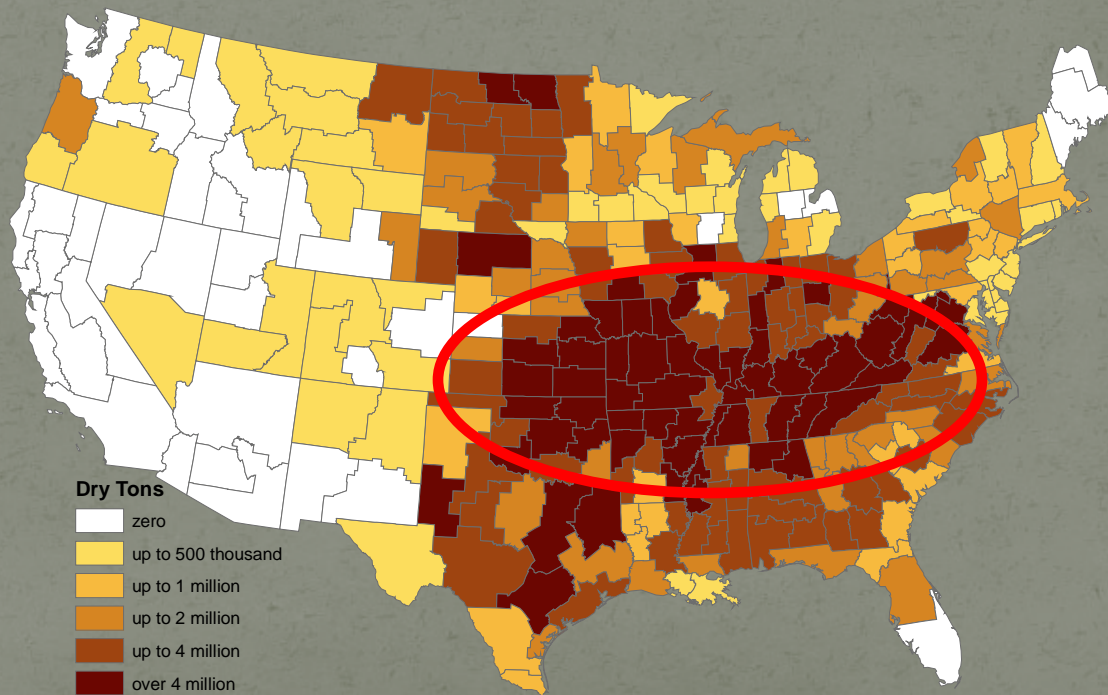 Dry Tons
zero
up to 500 thousand
up to 1 million
up to 2 million
up to 4 million
over 4 million